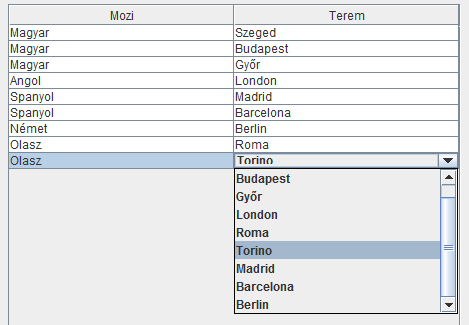 Mozi Terem
Magyar Szeged
Magyar Budapest
Magyar Győr
Angol London
Spanyol Madrid
Spanyol Barcelona
Német Berlin
Olasz Roma
Olasz Torino
Budapest
Győr
London
Roma
Torino
Madrid
Barcelona
Berlin